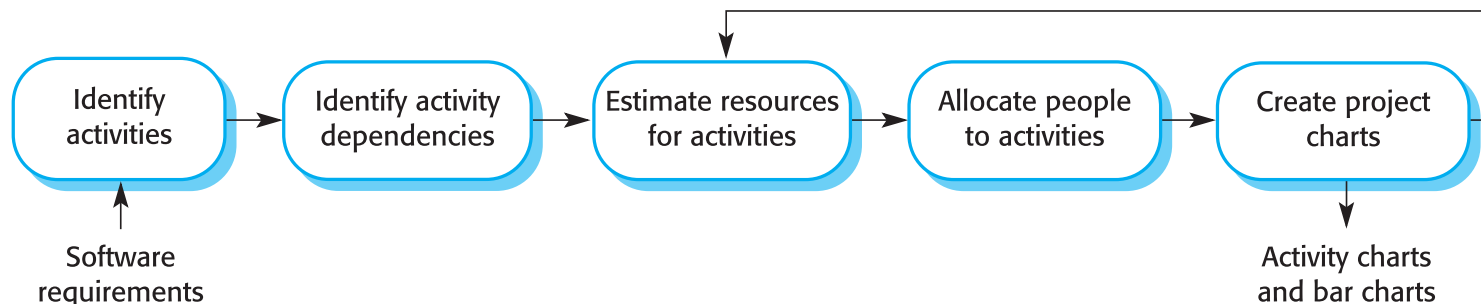 Identify
activities
Identify activity
dependencies
Estimate resources
for activities
Allocate people
to activities
Create project
charts
Software
requirements
Activity charts
and bar charts